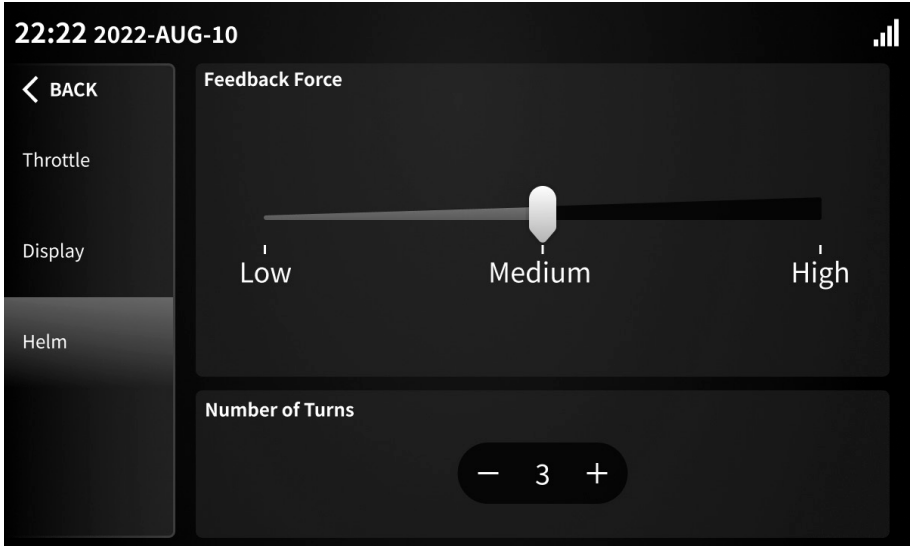 22:22 2022-AUG-10
BACK
Throttle
Display
Helm
Feedback Force
Low Medium High
Number of Turns
− 3 +